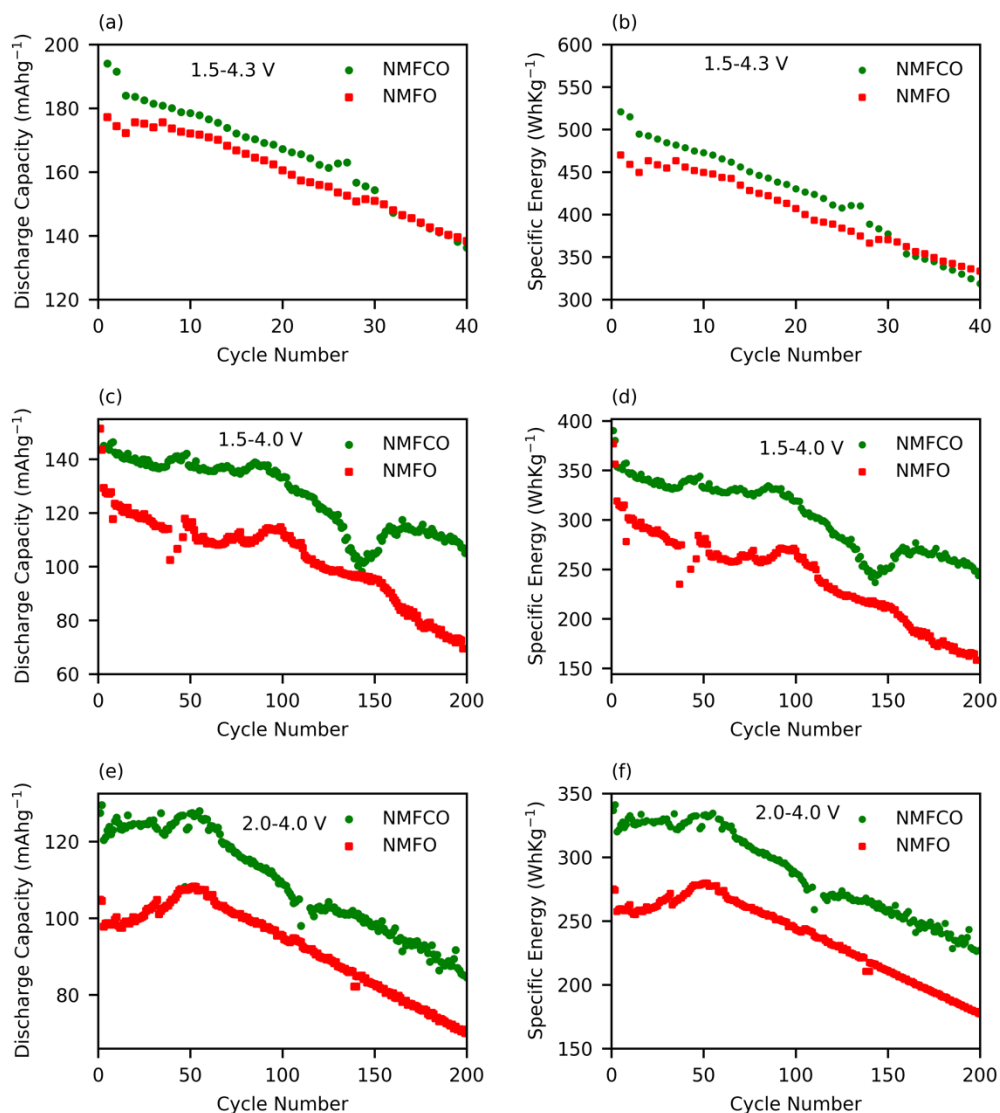 (a)
200
180
160
140
120
Discharge Capacity (mAhg⁻¹)
1.5-4.3 V
NMFCO
NMFO
0 10 20 30 40
Cycle Number
(b)
600
550
500
450
400
350
300
Specific Energy (WhKg⁻¹)
1.5-4.3 V
NMFCO
NMFO
0 10 20 30 40
Cycle Number
(c)
140
120
100
80
60
Discharge Capacity (mAhg⁻¹)
1.5-4.0 V
NMFCO
NMFO
0 50 100 150 200
Cycle Number
(d)
400
350
300
250
200
150
Specific Energy (WhKg⁻¹)
1.5-4.0 V
NMFCO
NMFO
0 50 100 150 200
Cycle Number
(e)
120
100
80
Discharge Capacity (mAhg⁻¹)
2.0-4.0 V
NMFCO
NMFO
0 50 100 150 200
Cycle Number
(f)
350
300
250
200
150
Specific Energy (WhKg⁻¹)
2.0-4.0 V
NMFCO
NMFO
0 50 100 150 200
Cycle Number